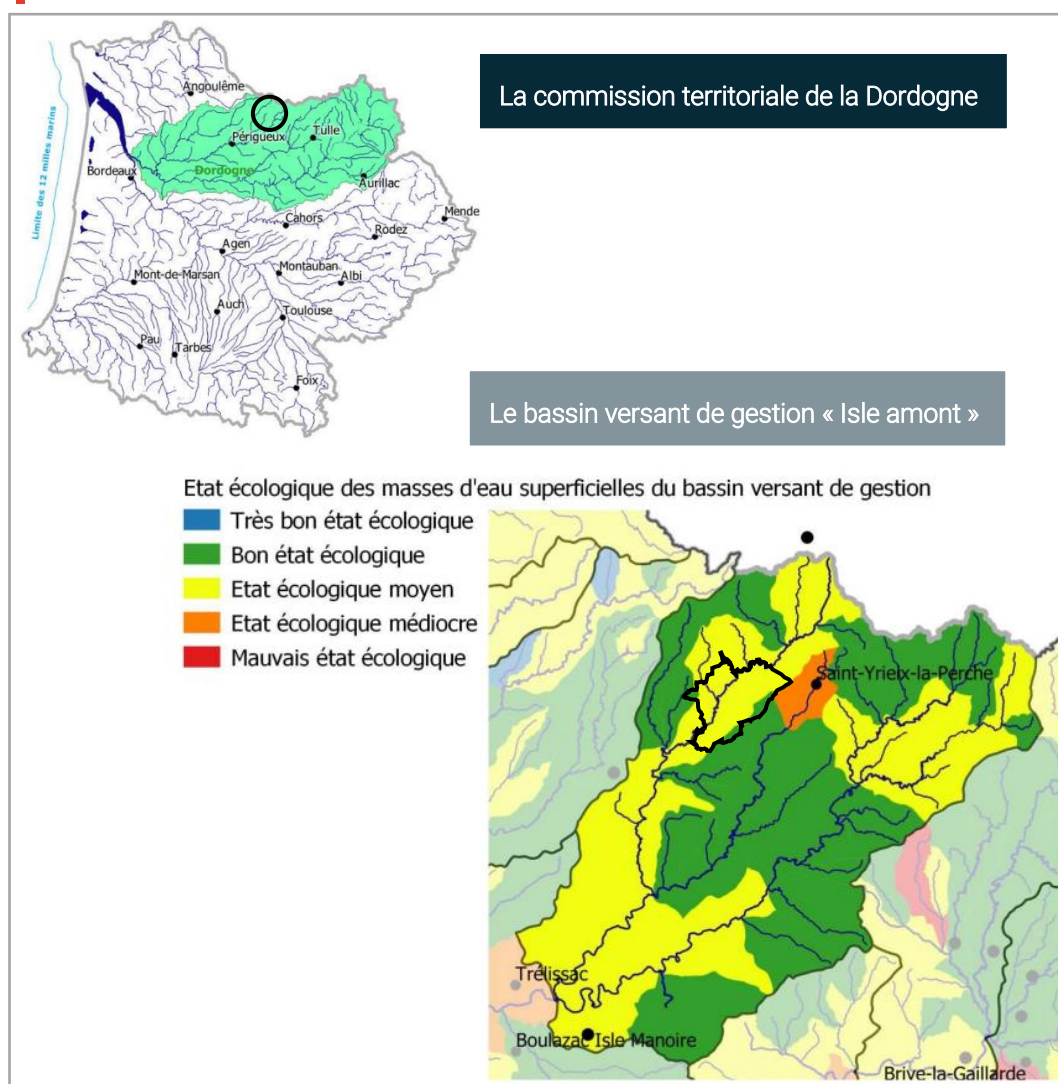 La commission territoriale de la Dordogne
Angoulême
Périgueux
Tulle
Bordeaux
Dordogne
Aurillac
Limite des 12 milles marins
Cahors
Mende
Rodez
Agen
Mont-de-Marsan
Montauban
Albi
Auch
Toulouse
Pau
Tarbes
Foix
Le bassin versant de gestion « Isle amont »
Etat écologique des masses d'eau superficielles du bassin versant de gestion
Très bon état écologique
Bon état écologique
Etat écologique moyen
Etat écologique médiocre
Mauvais état écologique
Saint-Yrieix-la-Perche
Trélissac
Boulazac Isle Manoire
Brive-la-Gaillarde